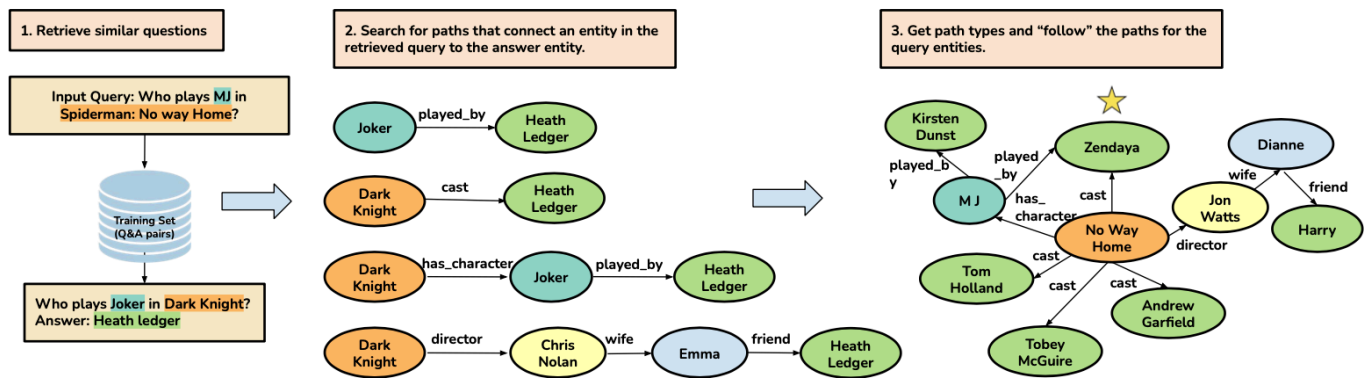 1. Retrieve similar questions
Input Query: Who plays MJ in
Spiderman: No way Home?
Training Set
(Q&A pairs)
Who plays Joker in Dark Knight?
Answer: Heath ledger
2. Search for paths that connect an entity in the
retrieved query to the answer entity.
Joker
played_by
Heath
Ledger
Dark
Knight
cast
Heath
Ledger
Dark
Knight
has_character
Joker
played_by
Heath
Ledger
Dark
Knight
director
Chris
Nolan
wife
Emma
friend
Heath
Ledger
3. Get path types and “follow” the paths for the
query entities.
Kirsten
Dunst
played_b
y
played
_by
Zendaya
M J
has_
character
cast
No Way
Home
director
Jon
Watts
wife
Dianne
friend
Harry
cast
Tom
Holland
cast
Tobey
McGuire
cast
Andrew
Garfield